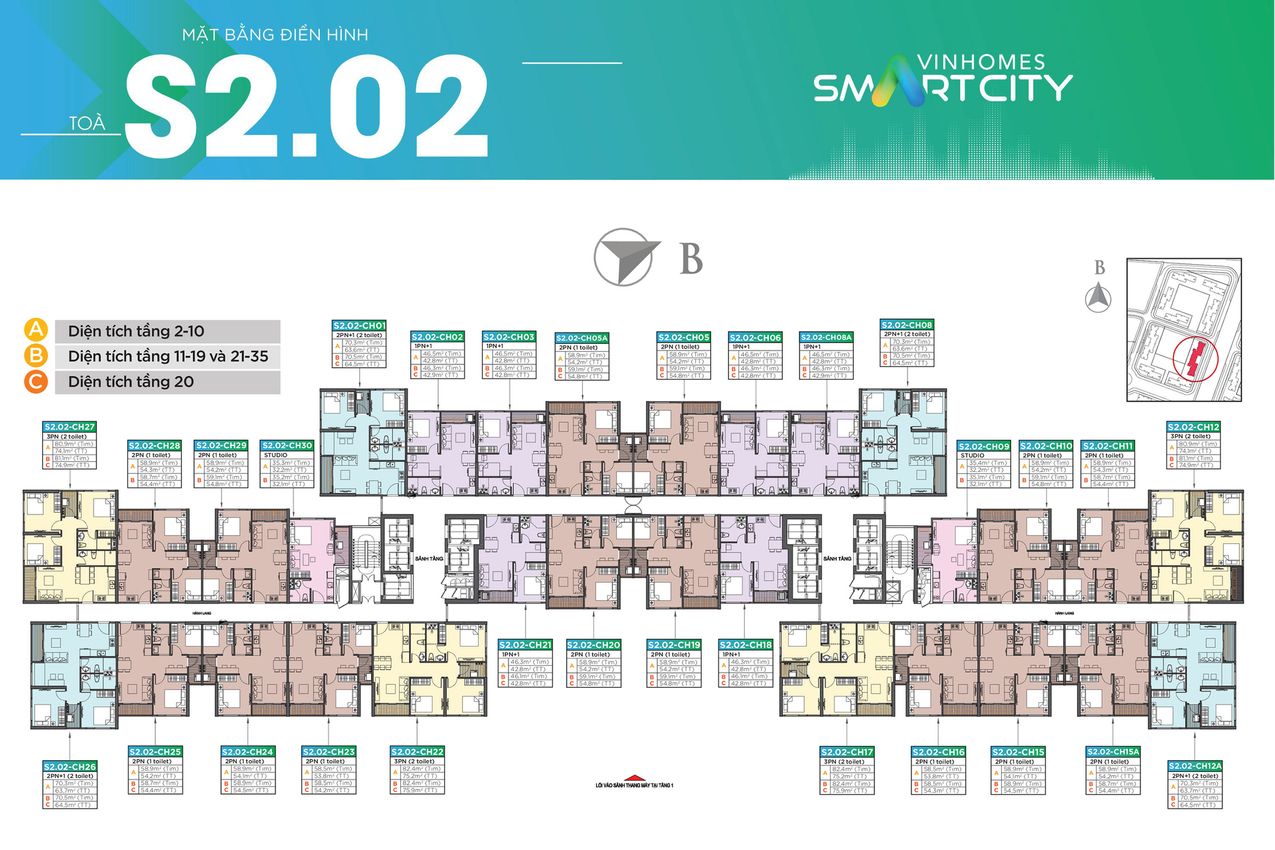 MẶT BẰNG ĐIỂN HÌNH
TOÀ S2.02
VINHOMES
SMARTCITY
B
B
A Diện tích tầng 2-10
B Diện tích tầng 11-19 và 21-35
C Diện tích tầng 20
S2.02-CH01
2PN+1 (2 toilet)
A 70.3m² (Tim)
63.6m² (TT)
B 70.5m² (Tim)
C 64.5m² (TT)
S2.02-CH02
1PN+1
A 46.5m² (Tim)
42.8m² (TT)
B 46.3m² (Tim)
C 42.9m² (TT)
S2.02-CH03
1PN+1
A 46.5m² (Tim)
42.8m² (TT)
B 46.3m² (Tim)
C 42.8m² (TT)
S2.02-CH05A
2PN (1 toilet)
A 58.9m² (Tim)
54.2m² (TT)
B 59.1m² (Tim)
C 54.8m² (TT)
S2.02-CH05
2PN (1 toilet)
A 58.9m² (Tim)
54.2m² (TT)
B 59.1m² (Tim)
C 54.8m² (TT)
S2.02-CH06
1PN+1
A 46.5m² (Tim)
42.8m² (TT)
B 46.3m² (Tim)
C 42.8m² (TT)
S2.02-CH08A
1PN+1
A 46.5m² (Tim)
42.8m² (TT)
B 46.3m² (Tim)
C 42.9m² (TT)
S2.02-CH08
2PN+1 (2 toilet)
A 70.3m² (Tim)
63.6m² (TT)
B 70.5m² (Tim)
C 64.5m² (TT)
S2.02-CH27
3PN (2 toilet)
A 80.9m² (Tim)
74.1m² (TT)
B 81.1m² (Tim)
C 74.9m² (TT)
S2.02-CH28
2PN (1 toilet)
A 58.9m² (Tim)
54.3m² (TT)
B 58.7m² (Tim)
54.4m² (TT)
S2.02-CH29
2PN (1 toilet)
A 58.9m² (Tim)
54.2m² (TT)
B 59.1m² (Tim)
54.8m² (TT)
S2.02-CH30
STUDIO
A 35.3m² (Tim)
32.2m² (TT)
B 35.2m² (Tim)
32.1m² (TT)
S2.02-CH09
STUDIO
A 35.4m² (Tim)
32.2m² (TT)
B 35.1m² (Tim)
32.1m² (TT)
S2.02-CH10
2PN (1 toilet)
A 58.9m² (Tim)
54.2m² (TT)
B 59.1m² (Tim)
54.8m² (TT)
S2.02-CH11
2PN (1 toilet)
A 58.9m² (Tim)
54.3m² (TT)
B 58.7m² (Tim)
54.4m² (TT)
S2.02-CH12
3PN (2 toilet)
A 80.9m² (Tim)
74.1m² (TT)
B 81.1m² (Tim)
C 74.9m² (TT)
SẢNH TẦNG
SẢNH TẦNG
HÀNH LANG
HÀNH LANG
S2.02-CH21
1PN+1
A 46.3m² (Tim)
42.8m² (TT)
B 46.1m² (Tim)
C 42.8m² (TT)
S2.02-CH20
2PN (1 toilet)
A 58.9m² (Tim)
54.2m² (TT)
B 59.1m² (Tim)
C 54.8m² (TT)
S2.02-CH19
2PN (1 toilet)
A 58.9m² (Tim)
54.2m² (TT)
B 59.1m² (Tim)
C 54.8m² (TT)
S2.02-CH18
1PN+1
A 46.3m² (Tim)
42.8m² (TT)
B 46.1m² (Tim)
C 42.8m² (TT)
S2.02-CH26
2PN+1 (2 toilet)
A 70.3m² (Tim)
63.7m² (TT)
B 70.5m² (Tim)
C 64.5m² (TT)
S2.02-CH25
2PN (1 toilet)
A 58.9m² (Tim)
54.2m² (TT)
B 58.7m² (Tim)
C 54.4m² (TT)
S2.02-CH24
2PN (1 toilet)
A 58.9m² (Tim)
54.1m² (TT)
B 58.9m² (Tim)
C 54.5m² (TT)
S2.02-CH23
2PN (1 toilet)
A 58.5m² (Tim)
53.8m² (TT)
B 58.5m² (Tim)
C 54.2m² (TT)
S2.02-CH22
3PN (2 toilet)
A 82.4m² (Tim)
75.2m² (TT)
B 82.4m² (Tim)
C 75.9m² (TT)
LỐI VÀO SẢNH THANG MÁY TẠI TẦNG 1
S2.02-CH17
3PN (2 toilet)
A 82.4m² (Tim)
75.2m² (TT)
B 82.4m² (Tim)
C 75.9m² (TT)
S2.02-CH16
2PN (1 toilet)
A 58.5m² (Tim)
53.8m² (TT)
B 58.5m² (Tim)
C 54.3m² (TT)
S2.02-CH15
2PN (1 toilet)
A 58.9m² (Tim)
54.1m² (TT)
B 58.9m² (Tim)
C 54.5m² (TT)
S2.02-CH15A
2PN (1 toilet)
A 58.9m² (Tim)
54.2m² (TT)
B 58.7m² (Tim)
C 54.4m² (TT)
S2.02-CH12A
2PN+1 (2 toilet)
A 70.3m² (Tim)
63.7m² (TT)
B 70.5m² (Tim)
C 64.5m² (TT)